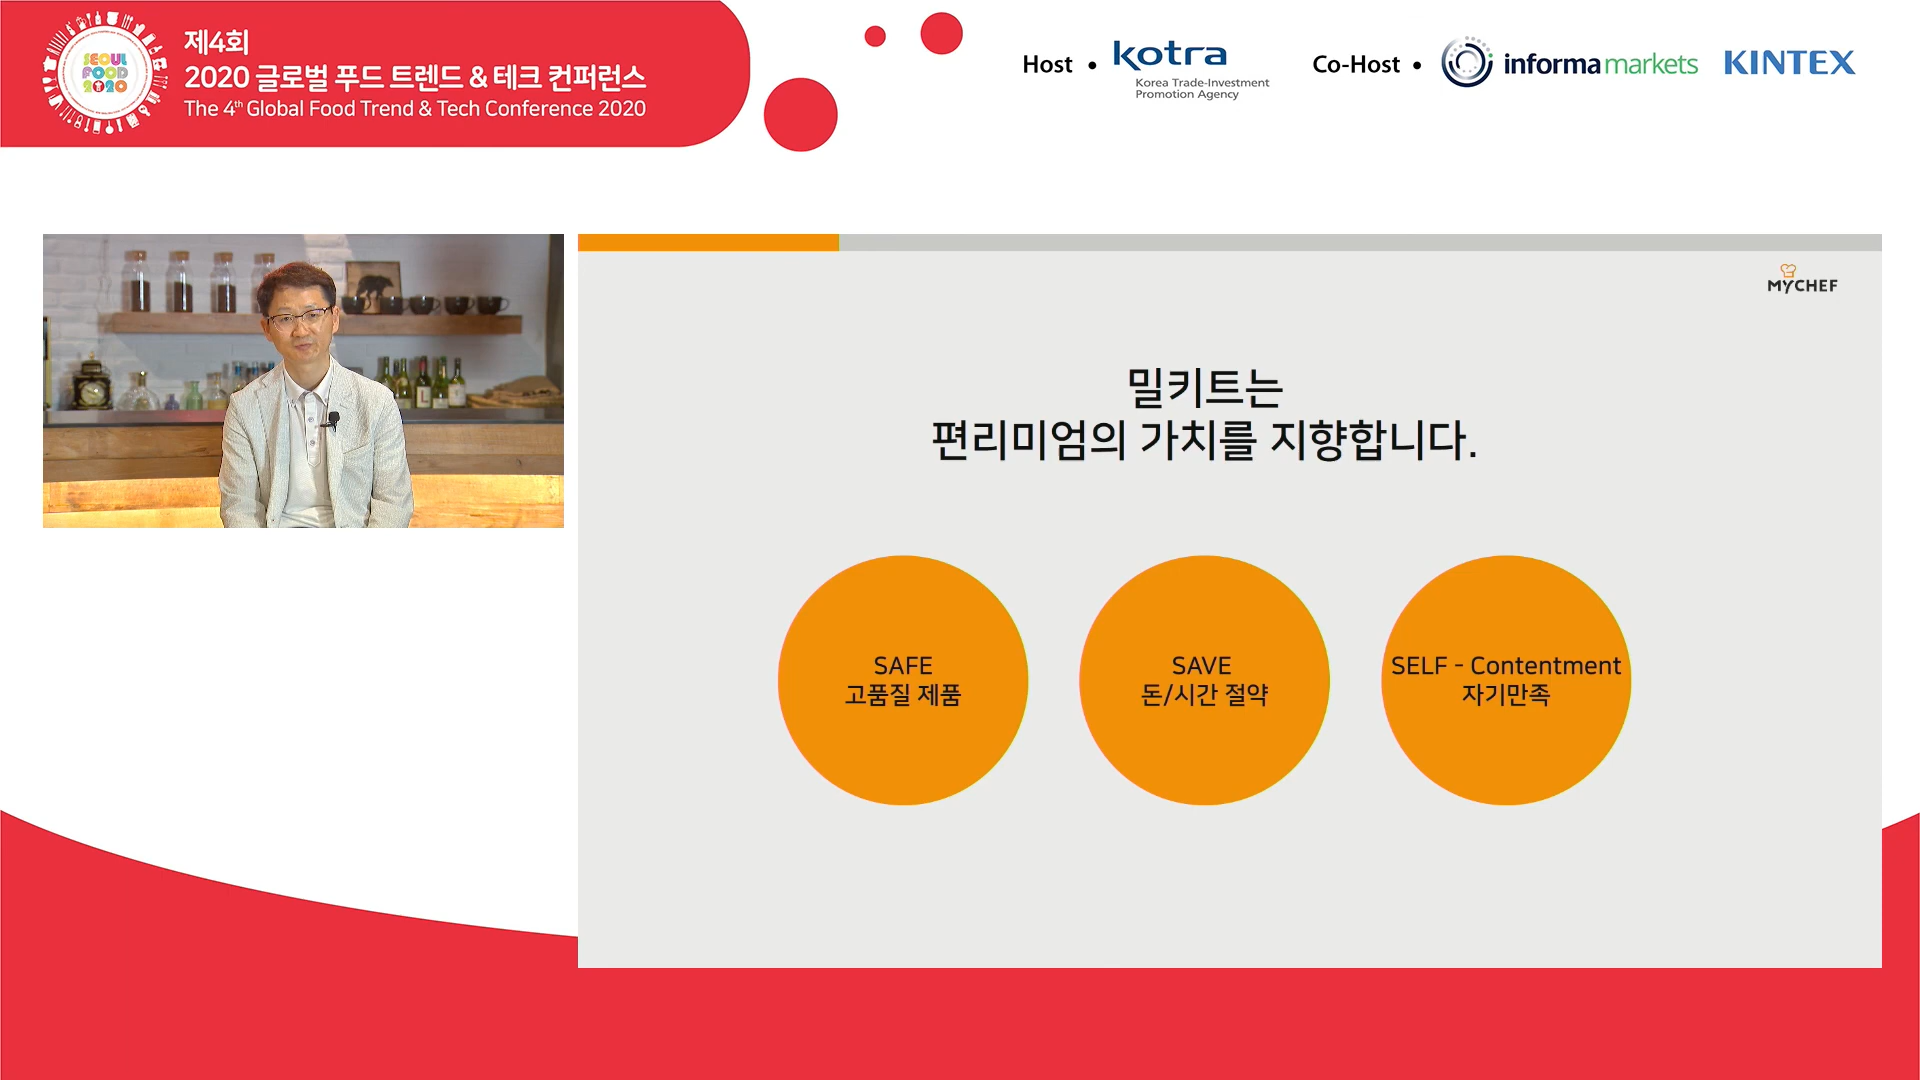 SEOUL
FOOD
2020
제4회
2020 글로벌 푸드 트렌드 & 테크 컨퍼런스
The 4th Global Food Trend & Tech Conference 2020
Host • kotra
Korea Trade-Investment
Promotion Agency
Co-Host • informa markets KINTEX
MYCHEF
밀키트는
편리미엄의 가치를 지향합니다.
SAFE
고품질 제품
SAVE
돈/시간 절약
SELF - Contentment
자기만족